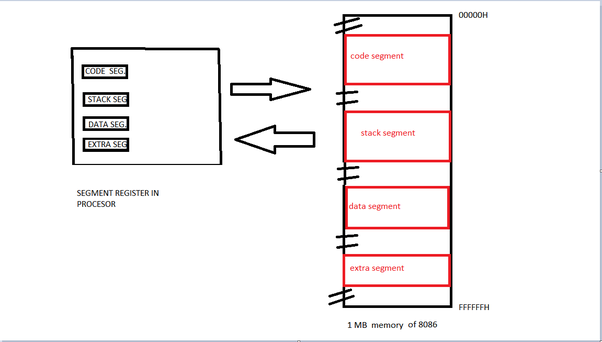 CODE SEG.
STACK SEG
DATA SEG.
EXTRA SEG
SEGMENT REGISTER IN
PROCESOR
00000H
code segment
stack segment
data segment
extra segment
FFFFFFH
1 MB memory of 8086